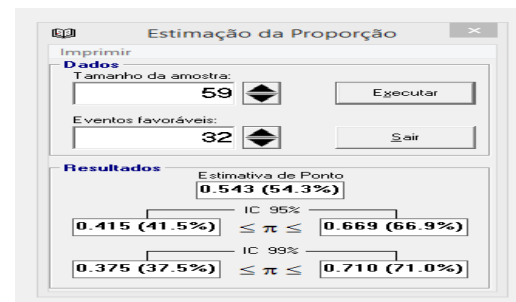 Estimação da Proporção
Imprimir
Dados
Tamanho da amostra:
59
Executar
Eventos favoráveis:
32
Sair
Resultados
Estimativa de Ponto
0.543 (54.3%)
IC 95%
0.415 (41.5%) ≤ π ≤ 0.669 (66.9%)
IC 99%
0.375 (37.5%) ≤ π ≤ 0.710 (71.0%)